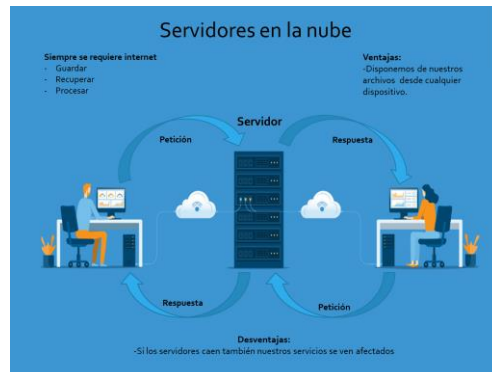 Servidores en la nube
Siempre se requiere internet
- Guardar
- Recuperar
- Procesar
Ventajas:
-Disponemos de nuestros
archivos desde cualquier
dispositivo.
Servidor
Petición
Respuesta
Respuesta
Petición
Desventajas:
-Si los servidores caen también nuestros servicios se ven afectados